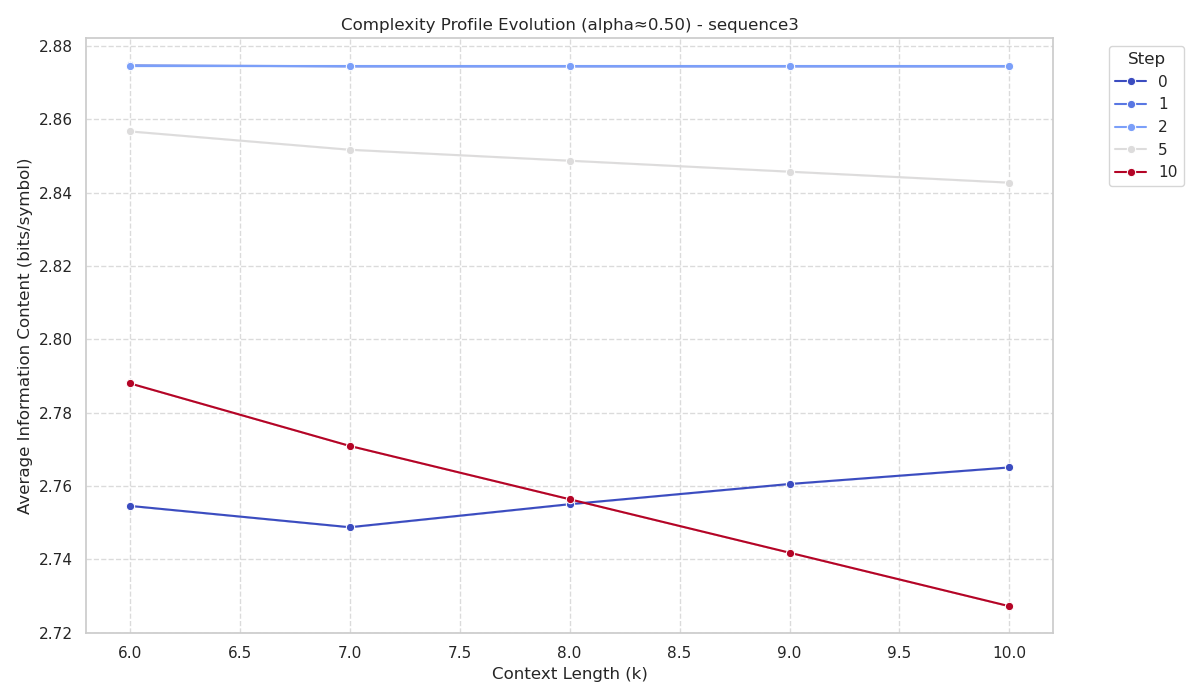 Complexity Profile Evolution (alpha≈0.50) - sequence3
Average Information Content (bits/symbol)
2.88
2.86
2.84
2.82
2.80
2.78
2.76
2.74
2.72
6.0 6.5 7.0 7.5 8.0 8.5 9.0 9.5 10.0
Context Length (k)
Step
0
1
2
5
10